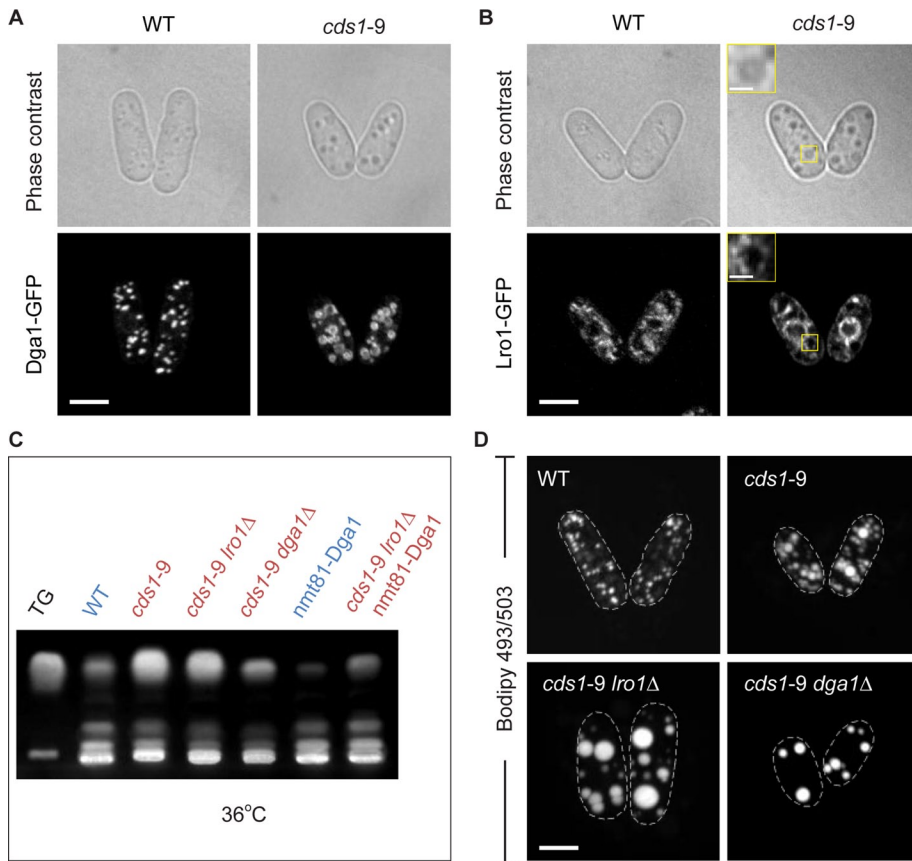 A
WT
cds1-9
Phase contrast
Dga1-GFP
B
WT
cds1-9
Phase contrast
Lro1-GFP
C
TG
WT
cds1-9
cds1-9 lro1Δ
cds1-9 dga1Δ
nmt81-Dga1
cds1-9 lro1Δ
nmt81-Dga1
36°C
D
Bodipy 493/503
WT
cds1-9
cds1-9 lro1Δ
cds1-9 dga1Δ